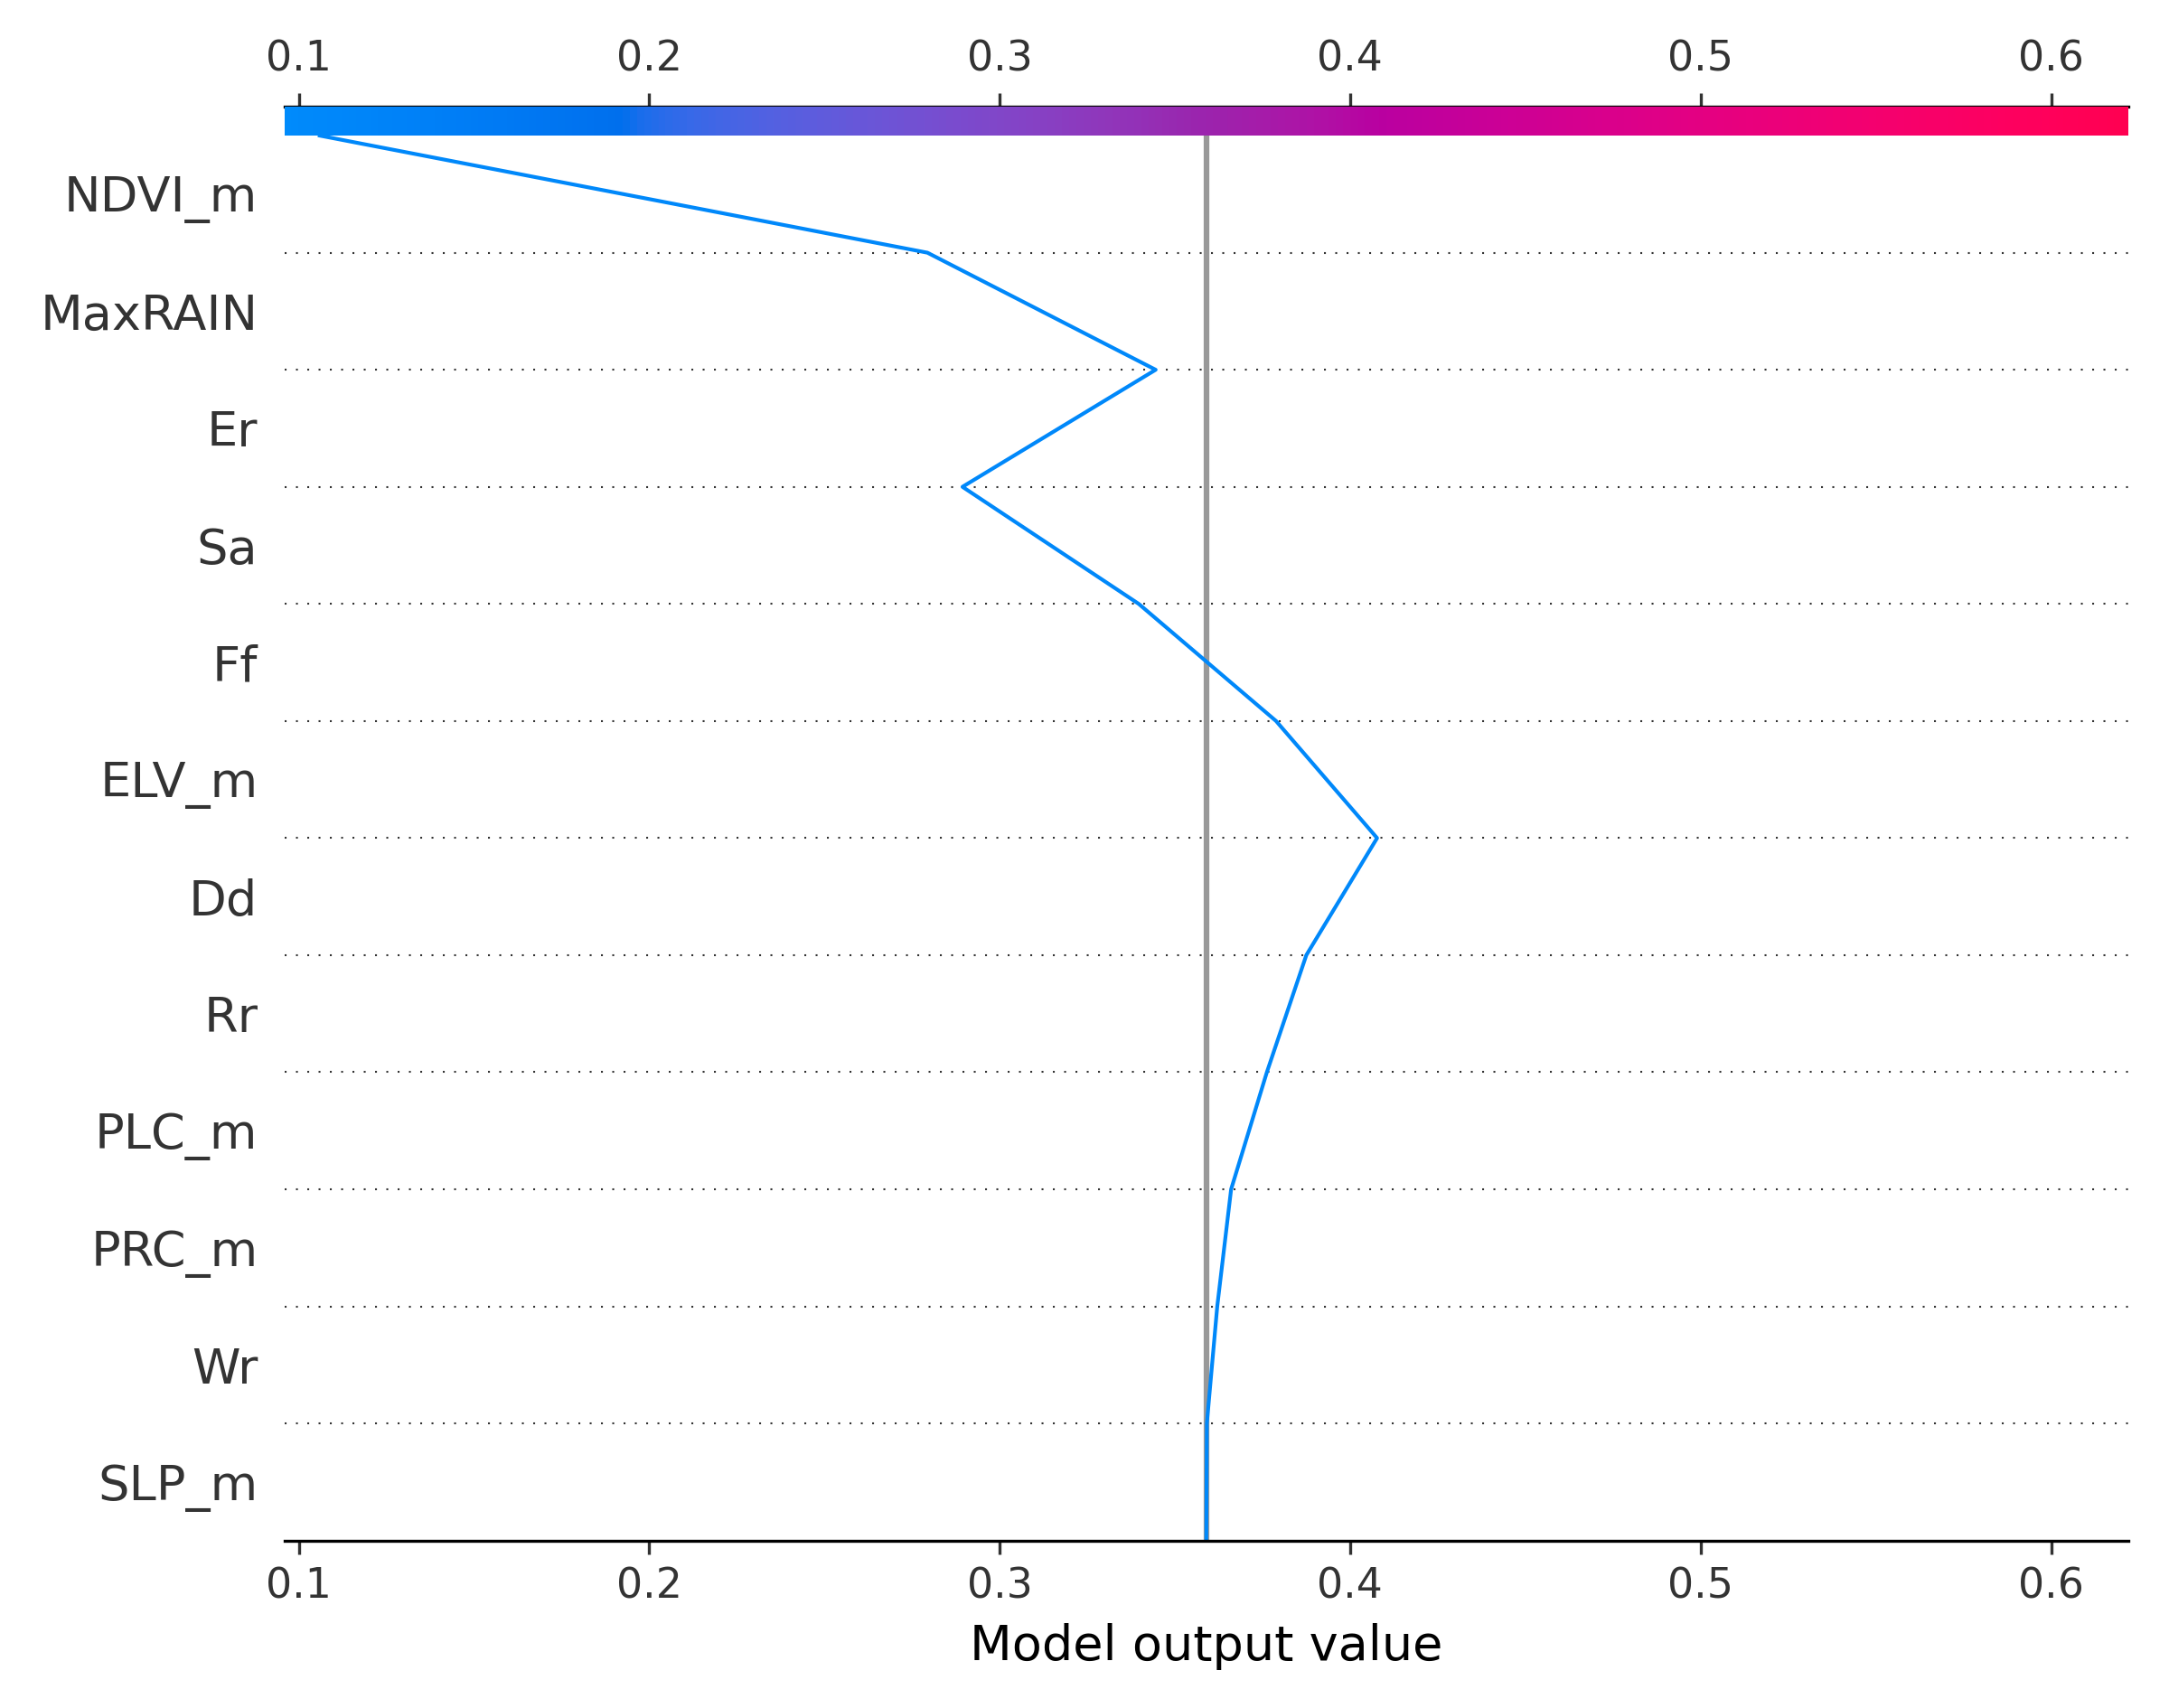 0.1 0.2 0.3 0.4 0.5 0.6
NDVI_m
MaxRAIN
Er
Sa
Ff
ELV_m
Dd
Rr
PLC_m
PRC_m
Wr
SLP_m
0.1 0.2 0.3 0.4 0.5 0.6
Model output value